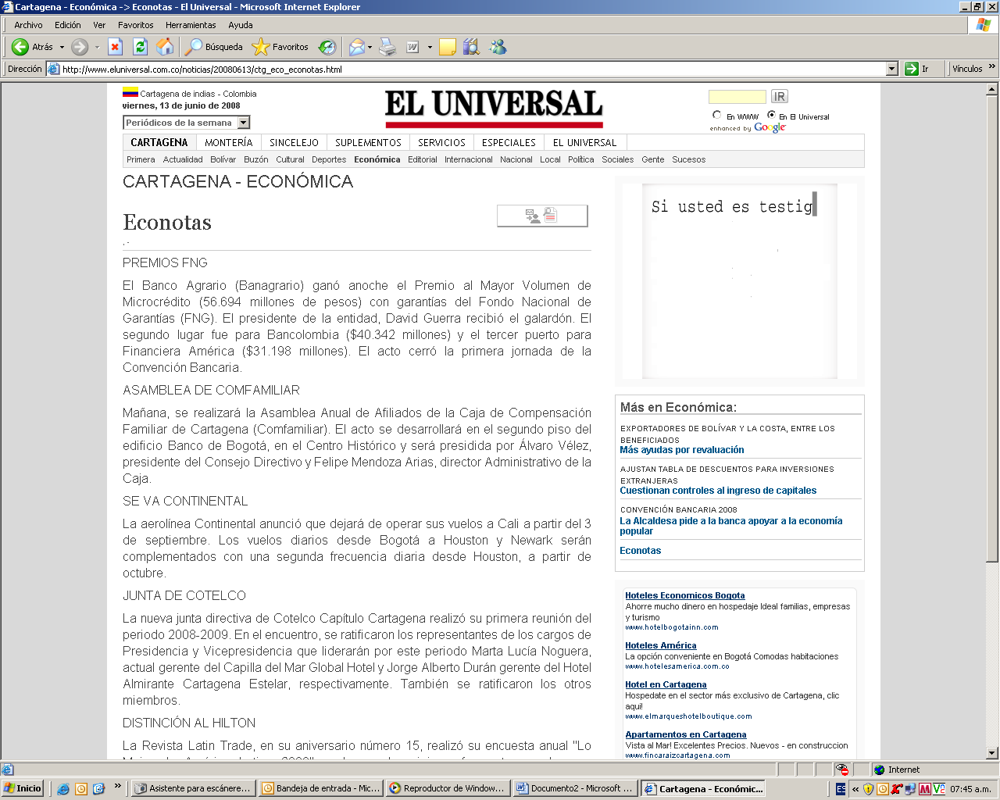 Cartagena - Económica -> Econotas - El Universal - Microsoft Internet Explorer
Archivo Edición Ver Favoritos Herramientas Ayuda
Atrás Búsqueda Favoritos
Dirección http://www.eluniversal.com.co/noticias/20080613/ctg_eco_econotas.html Ir Vínculos »
Cartagena de indias - Colombia
viernes, 13 de junio de 2008
Periódicos de la semana
EL UNIVERSAL
IR
En WWW En El Universal
enhanced by Google
CARTAGENA MONTERÍA SINCELEJO SUPLEMENTOS SERVICIOS ESPECIALES EL UNIVERSAL
Primera Actualidad Bolívar Buzón Cultural Deportes Económica Editorial Internacional Nacional Local Política Sociales Gente Sucesos
CARTAGENA - ECONÓMICA
Econotas
, -
PREMIOS FNG
El Banco Agrario (Banagrario) ganó anoche el Premio al Mayor Volumen de
Microcrédito (56.694 millones de pesos) con garantías del Fondo Nacional de
Garantías (FNG). El presidente de la entidad, David Guerra recibió el galardón. El
segundo lugar fue para Bancolombia ($40.342 millones) y el tercer puerto para
Financiera América ($31.198 millones). El acto cerró la primera jornada de la
Convención Bancaria.
ASAMBLEA DE COMFAMILIAR
Mañana, se realizará la Asamblea Anual de Afiliados de la Caja de Compensación
Familiar de Cartagena (Comfamiliar). El acto se desarrollará en el segundo piso del
edificio Banco de Bogotá, en el Centro Histórico y será presidida por Álvaro Vélez,
presidente del Consejo Directivo y Felipe Mendoza Arias, director Administrativo de la
Caja.
SE VA CONTINENTAL
La aerolínea Continental anunció que dejará de operar sus vuelos a Cali a partir del 3
de septiembre. Los vuelos diarios desde Bogotá a Houston y Newark serán
complementados con una segunda frecuencia diaria desde Houston, a partir de
octubre.
JUNTA DE COTELCO
La nueva junta directiva de Cotelco Capítulo Cartagena realizó su primera reunión del
periodo 2008-2009. En el encuentro, se ratificaron los representantes de los cargos de
Presidencia y Vicepresidencia que liderarán por este periodo Marta Lucía Noguera,
actual gerente del Capilla del Mar Global Hotel y Jorge Alberto Durán gerente del Hotel
Almirante Cartagena Estelar, respectivamente. También se ratificaron los otros
miembros.
DISTINCIÓN AL HILTON
La Revista Latin Trade, en su aniversario número 15, realizó su encuesta anual "Lo
Si usted es testig
Más en Económica:
EXPORTADORES DE BOLÍVAR Y LA COSTA, ENTRE LOS
BENEFICIADOS
Más ayudas por revaluación
AJUSTAN TABLA DE DESCUENTOS PARA INVERSIONES
EXTRANJERAS
Cuestionan controles al ingreso de capitales
CONVENCIÓN BANCARIA 2008
La Alcaldesa pide a la banca apoyar a la economía
popular
Econotas
Hoteles Economicos Bogota
Ahorre mucho dinero en hospedaje Ideal familias, empresas
y turismo
www.hotelbogotainn.com
Hoteles América
La opción conveniente en Bogotá Comodas habitaciones
www.hotelesamerica.com.co
Hotel en Cartagena
Hospedate en el sector más exclusivo de Cartagena, clic
aqui!
www.elmarqueshotelboutique.com
Apartamentos en Cartagena
Vista al Mar! Excelentes Precios. Nuevos - en construccion
www.fincaraizcartagena.com
Internet
Inicio » Asistente para escánere... Bandeja de entrada - Mic... Reproductor de Window... Documento2 - Microsoft ... Cartagena - Económic... ES « 07:45 a.m.